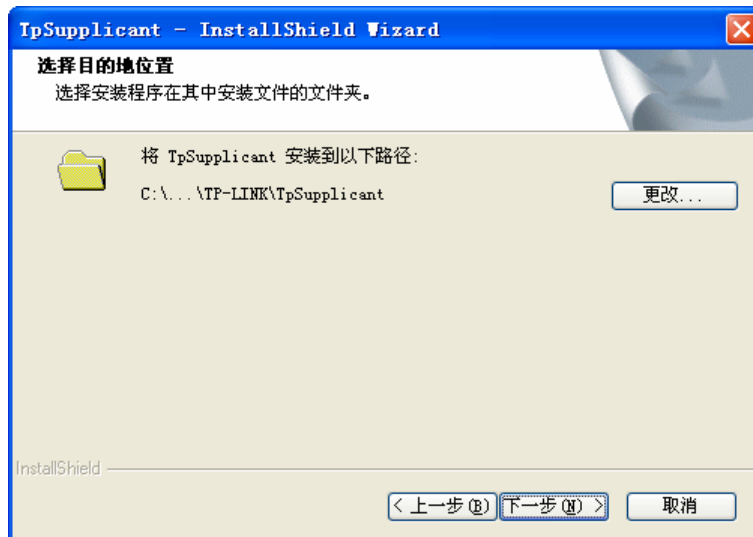 TpSupplicant - InstallShield Wizard
选择目的地位置
选择安装程序在其中安装文件的文件夹。
将 TpSupplicant 安装到以下路径:
C:\...\TP-LINK\TpSupplicant
更改...
InstallShield
< 上一步(B)
下一步(N) >
取消